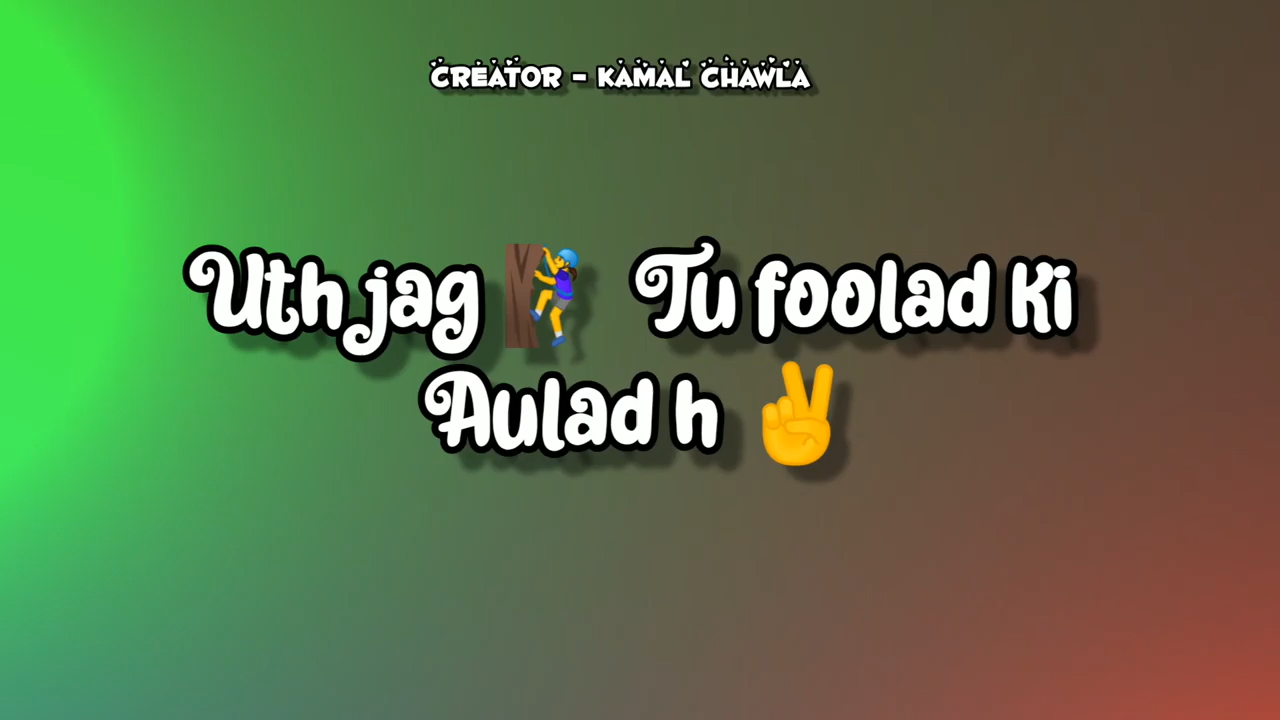 CREATOR - KAMAL CHAWLA
Uth jag 🧗‍♀️ Tu foolad Ki
Aulad h ✌️